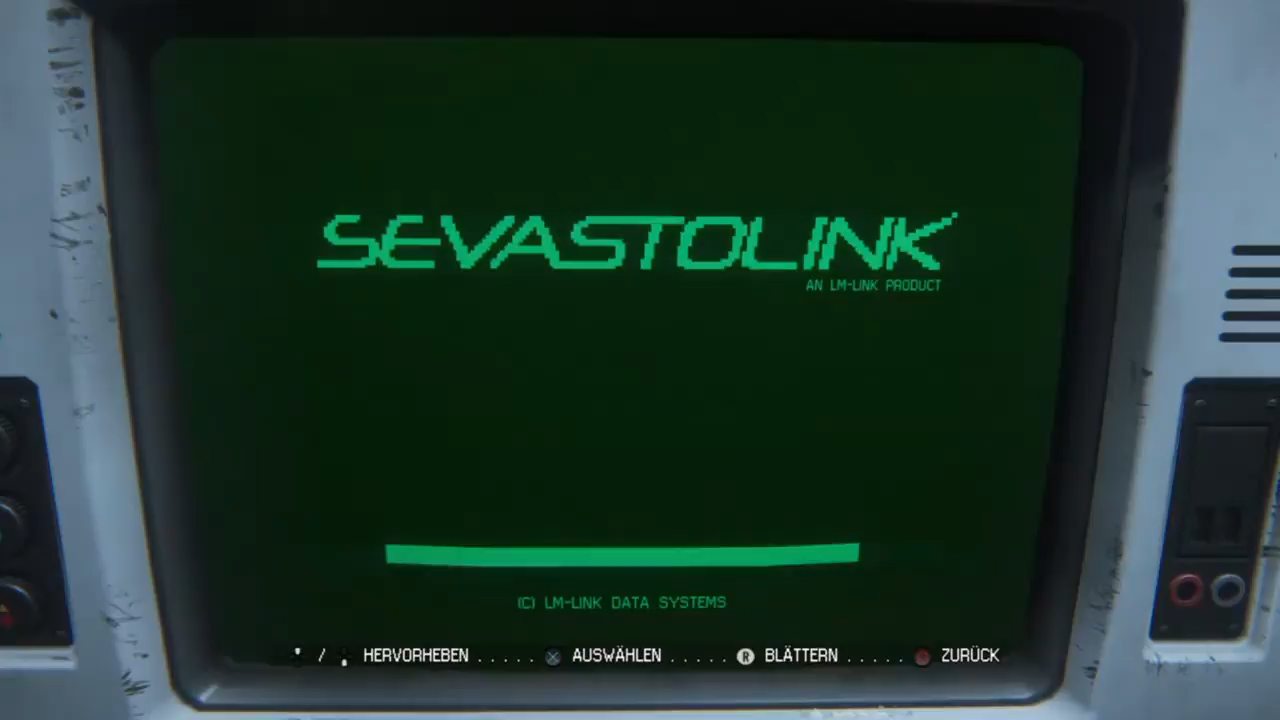 SEVASTOLINK
AN LM-LINK PRODUCT
(C) LM-LINK DATA SYSTEMS
/ HERVORHEBEN ..... AUSWÄHLEN ..... R BLÄTTERN ..... ZURÜCK